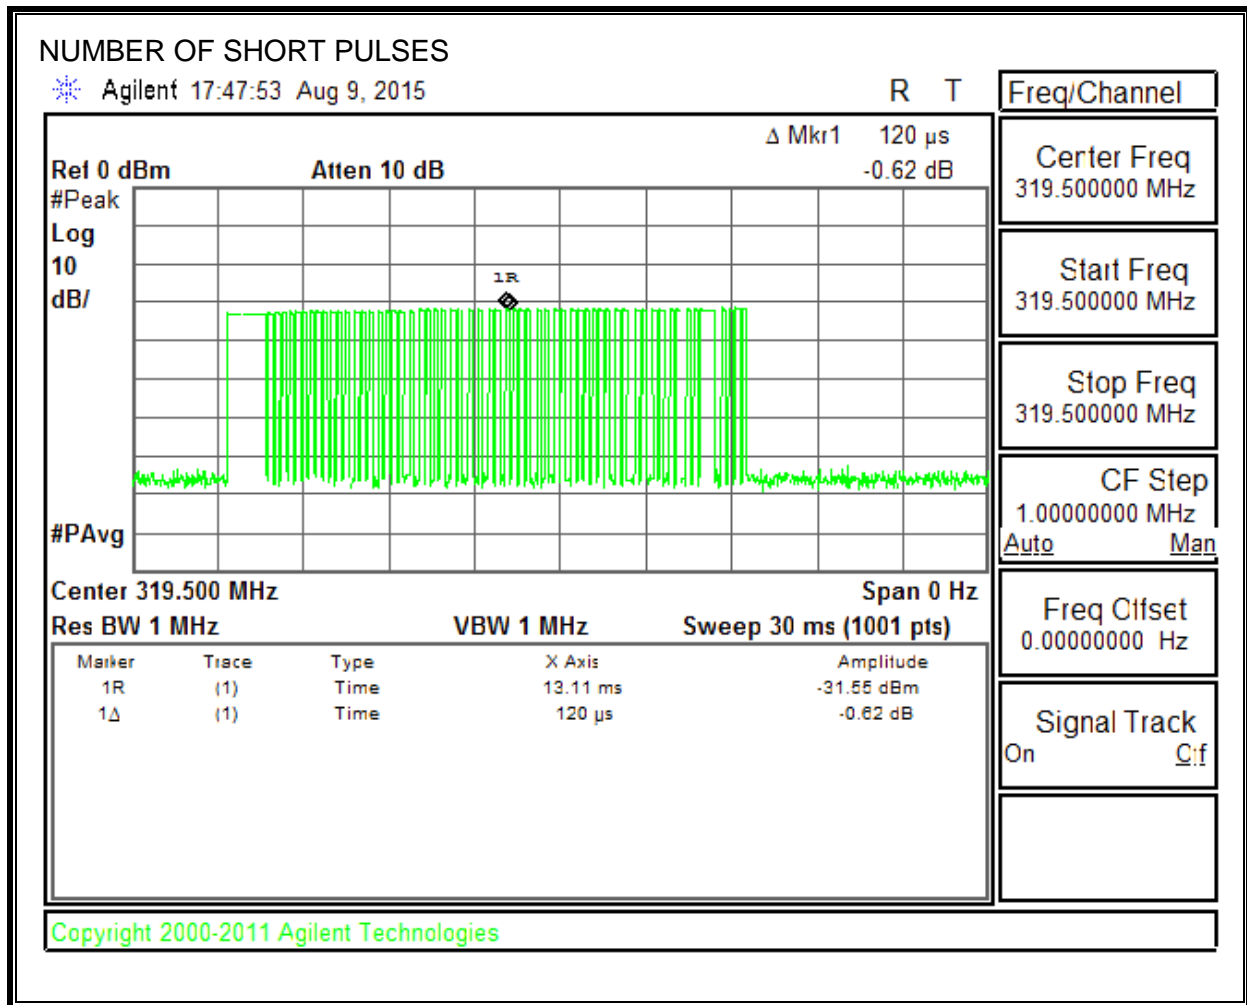 NUMBER OF SHORT PULSES
Agilent 17:47:53 Aug 9, 2015 R T
Freq/Channel
Δ Mkr1 120 µs
Ref 0 dBm Atten 10 dB -0.62 dB
#Peak
Log
10
dB/
1R
#PAvg
Center 319.500 MHz Span 0 Hz
Res BW 1 MHz VBW 1 MHz Sweep 30 ms (1001 pts)
Marker Trace Type X Axis Amplitude
1R (1) Time 13.11 ms -31.55 dBm
1Δ (1) Time 120 µs -0.62 dB
Center Freq
319.500000 MHz
Start Freq
319.500000 MHz
Stop Freq
319.500000 MHz
CF Step
1.00000000 MHz
Auto Man
Freq Offset
0.00000000 Hz
Signal Track
On Off
Copyright 2000-2011 Agilent Technologies